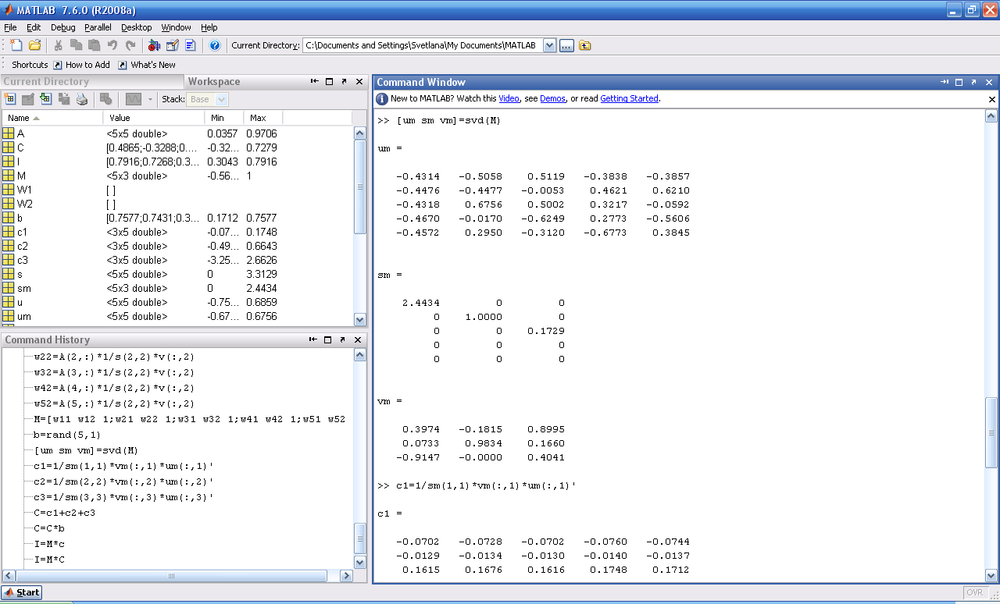 MATLAB 7.6.0 (R2008a)
File Edit Debug Parallel Desktop Window Help
Current Directory: C:\Documents and Settings\Svetlana\My Documents\MATLAB ...
Shortcuts How to Add What's New
Current Directory Workspace
Stack: Base
Name Value Min Max
A <5x5 double> 0.0357 0.9706
C [0.4865;-0.3288;0.... -0.32... 0.7279
I [0.7916;0.7268;0.3... 0.3043 0.7916
M <5x3 double> -0.56... 1
W1 [ ]
W2 [ ]
b [0.7577;0.7431;0.3... 0.1712 0.7577
c1 <3x5 double> -0.07... 0.1748
c2 <3x5 double> -0.49... 0.6643
c3 <3x5 double> -3.25... 2.6626
s <5x5 double> 0 3.3129
sm <5x3 double> 0 2.4434
u <5x5 double> -0.75... 0.6859
um <5x5 double> -0.67... 0.6756
Command History
w22=A(2,:)*1/s(2,2)*v(:,2)
w32=A(3,:)*1/s(2,2)*v(:,2)
w42=A(4,:)*1/s(2,2)*v(:,2)
w52=A(5,:)*1/s(2,2)*v(:,2)
M=[w11 w12 1;w21 w22 1;w31 w32 1;w41 w42 1;w51 w52
b=rand(5,1)
[um sm vm]=svd(M)
c1=1/sm(1,1)*vm(:,1)*um(:,1)'
c2=1/sm(2,2)*vm(:,2)*um(:,2)'
c3=1/sm(3,3)*vm(:,3)*um(:,3)'
C=c1+c2+c3
C=C*b
I=M*c
I=M*C
Command Window
New to MATLAB? Watch this Video, see Demos, or read Getting Started.
>> [um sm vm]=svd(M)
um =
-0.4314 -0.5058 0.5119 -0.3838 -0.3857
-0.4476 -0.4477 -0.0053 0.4621 0.6210
-0.4318 0.6756 0.5002 0.3217 -0.0592
-0.4670 -0.0170 -0.6249 0.2773 -0.5606
-0.4572 0.2950 -0.3120 -0.6773 0.3845
sm =
2.4434 0 0
0 1.0000 0
0 0 0.1729
0 0 0
0 0 0
vm =
0.3974 -0.1815 0.8995
0.0733 0.9834 0.1660
-0.9147 -0.0000 0.4041
>> c1=1/sm(1,1)*vm(:,1)*um(:,1)'
c1 =
-0.0702 -0.0728 -0.0702 -0.0760 -0.0744
-0.0129 -0.0134 -0.0130 -0.0140 -0.0137
0.1615 0.1676 0.1616 0.1748 0.1712
Start
OVR